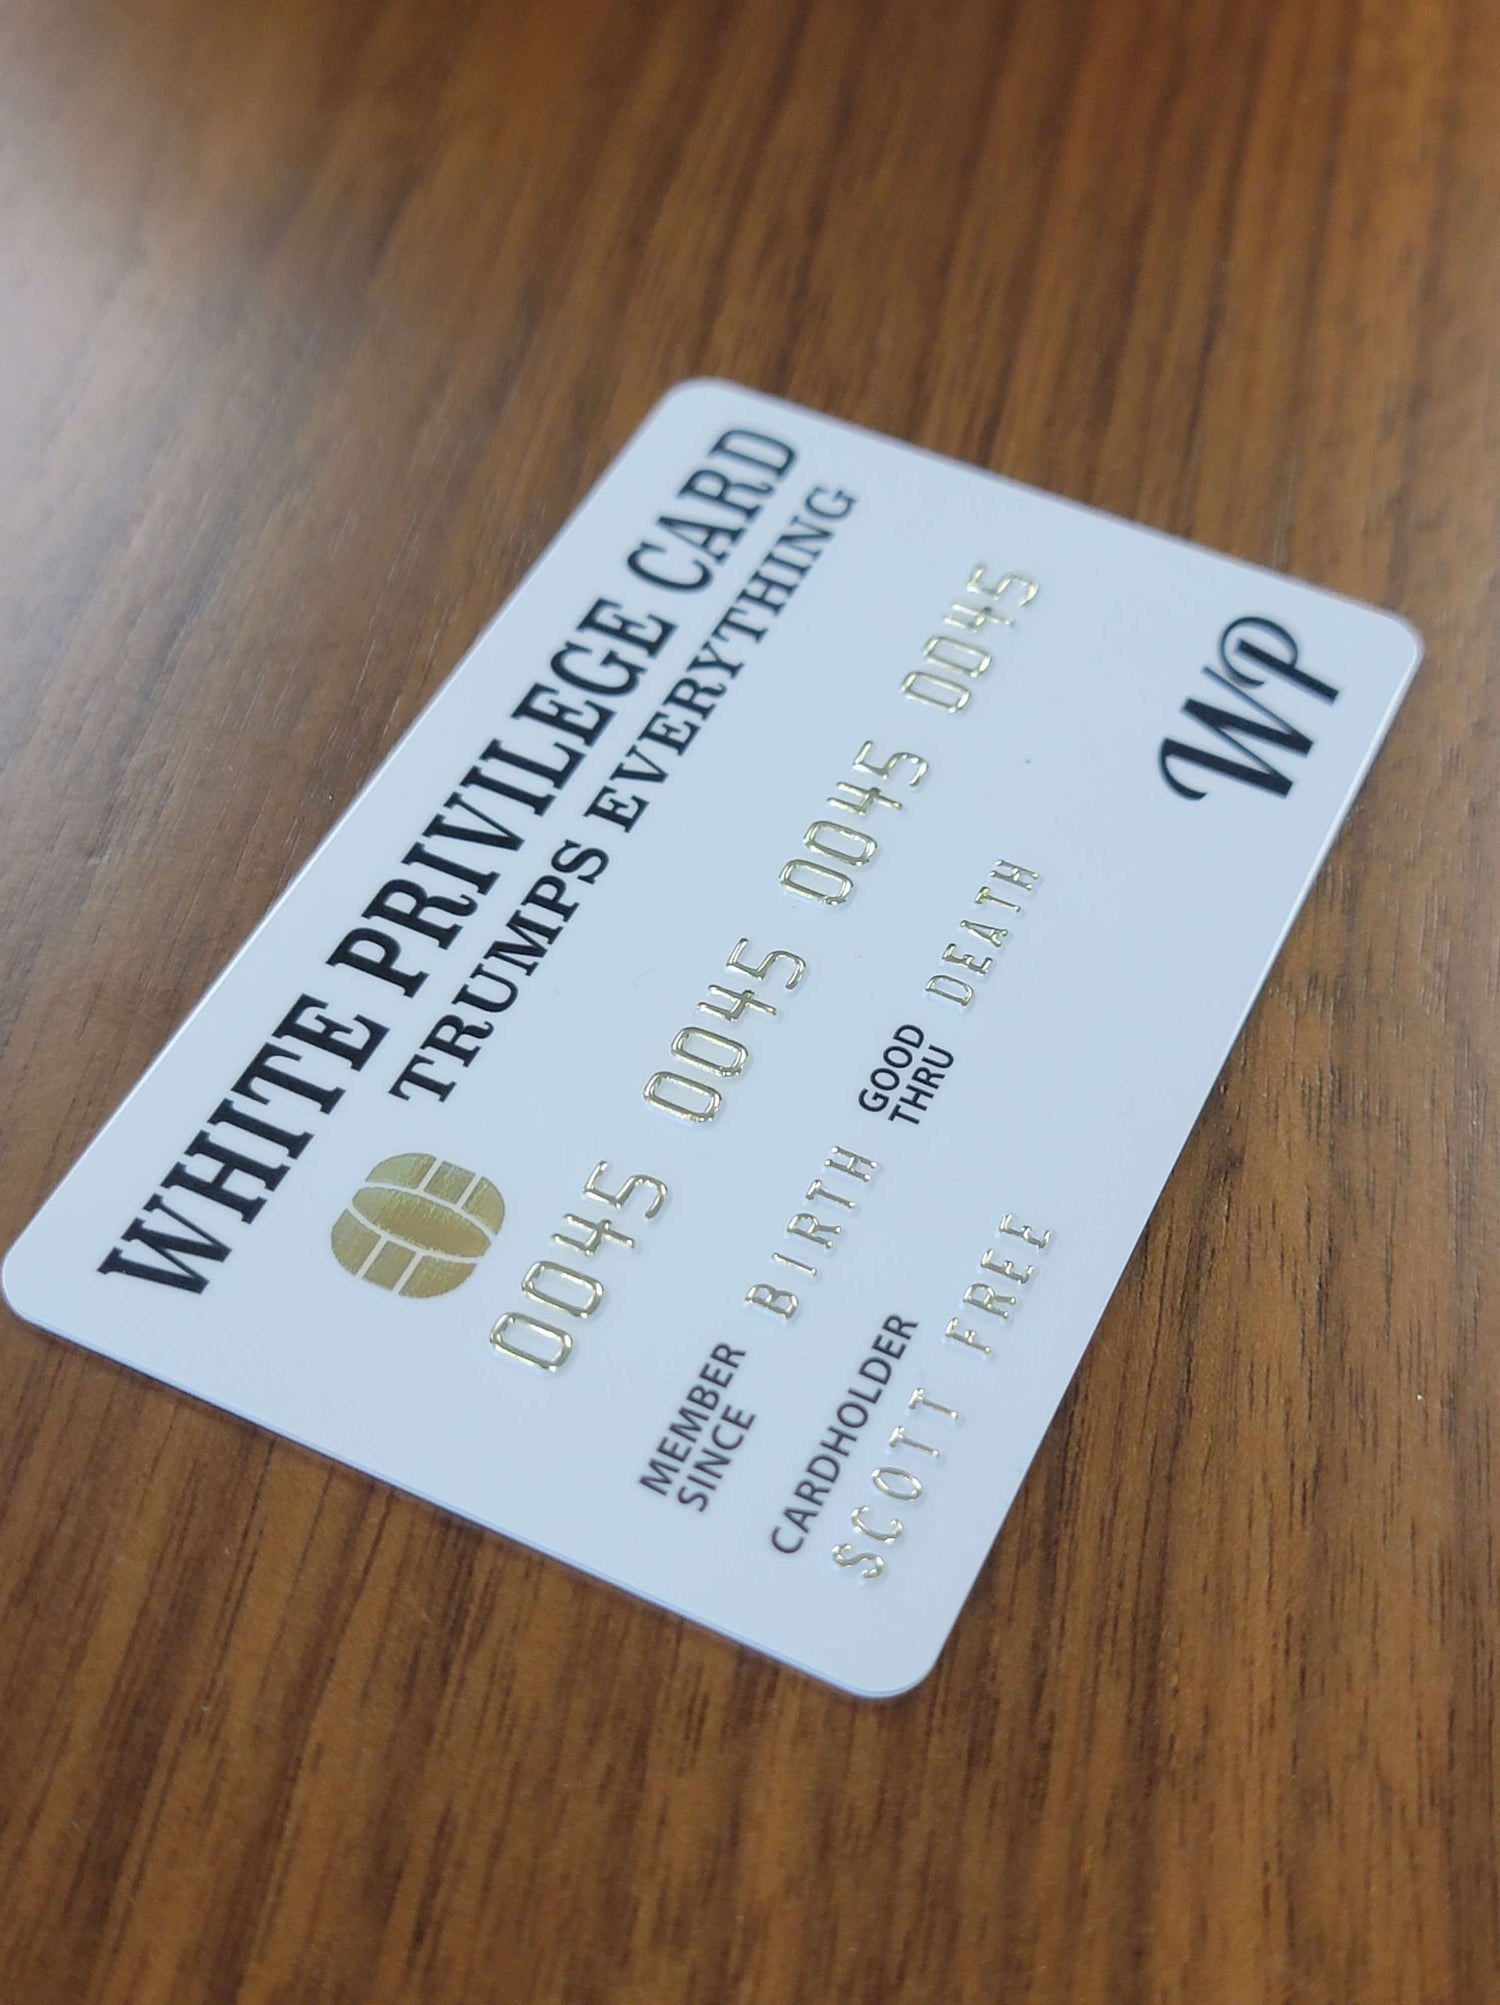 WHITE PRIVILEGE CARD
TRUMPS EVERYTHING
0045 0045 0045 0045
MEMBER SINCE BIRTH GOOD THRU DEATH
CARDHOLDER
SCOTT FREE
WP